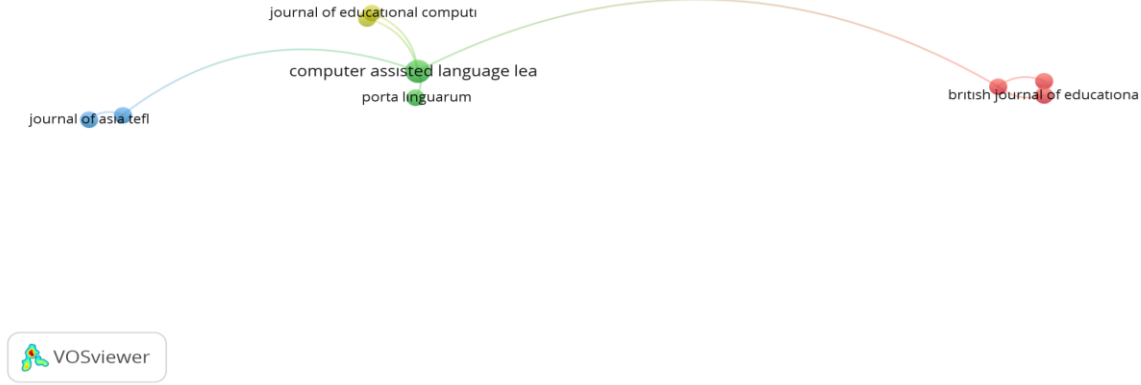 journal of educational computi
computer assisted language lea
porta linguarum
journal of asia tefl
british journal of educationa
VOSviewer